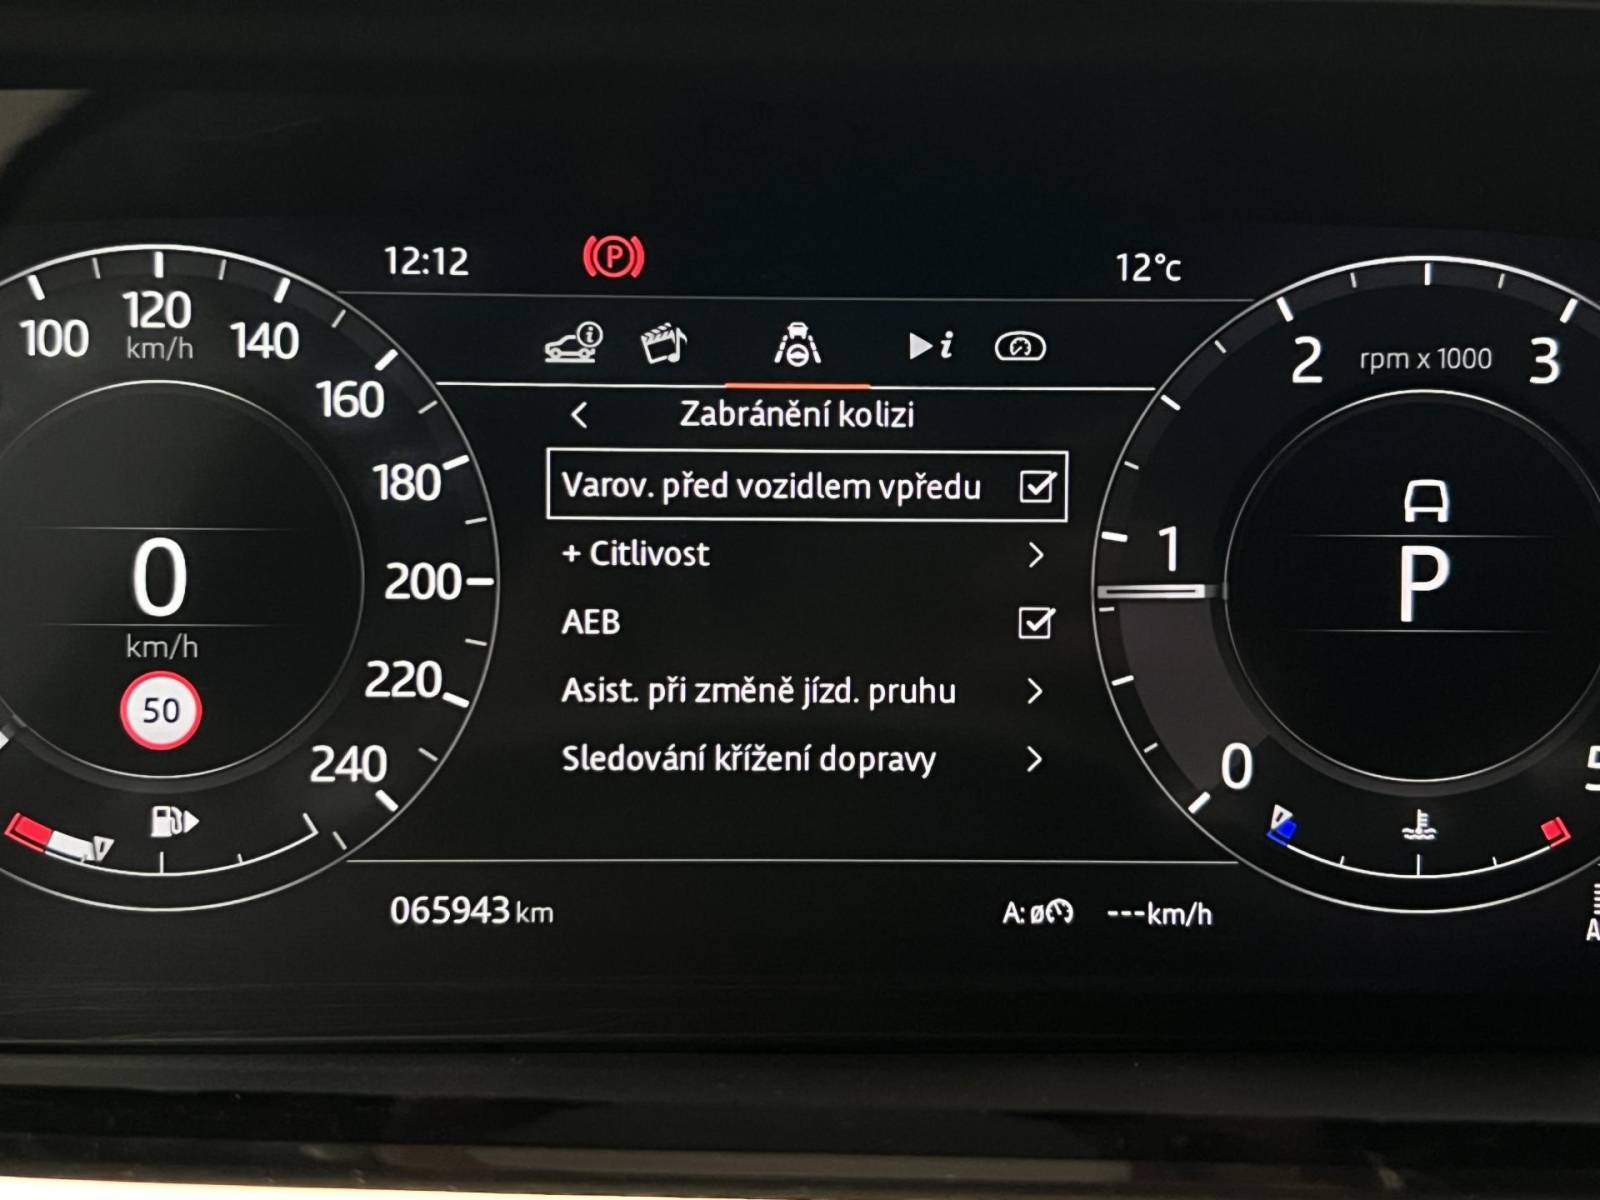 12:12
P
12°C
100
120
km/h
140
160
180
200
220
240
0
km/h
50
i
i
Zabránění kolizi
Varov. před vozidlem vpředu
+ Citlivost
AEB
Asist. při změně jízd. pruhu
Sledování křížení dopravy
2
rpm x 1000
3
1
0
5
P
065943 km
A:ø
---km/h
A